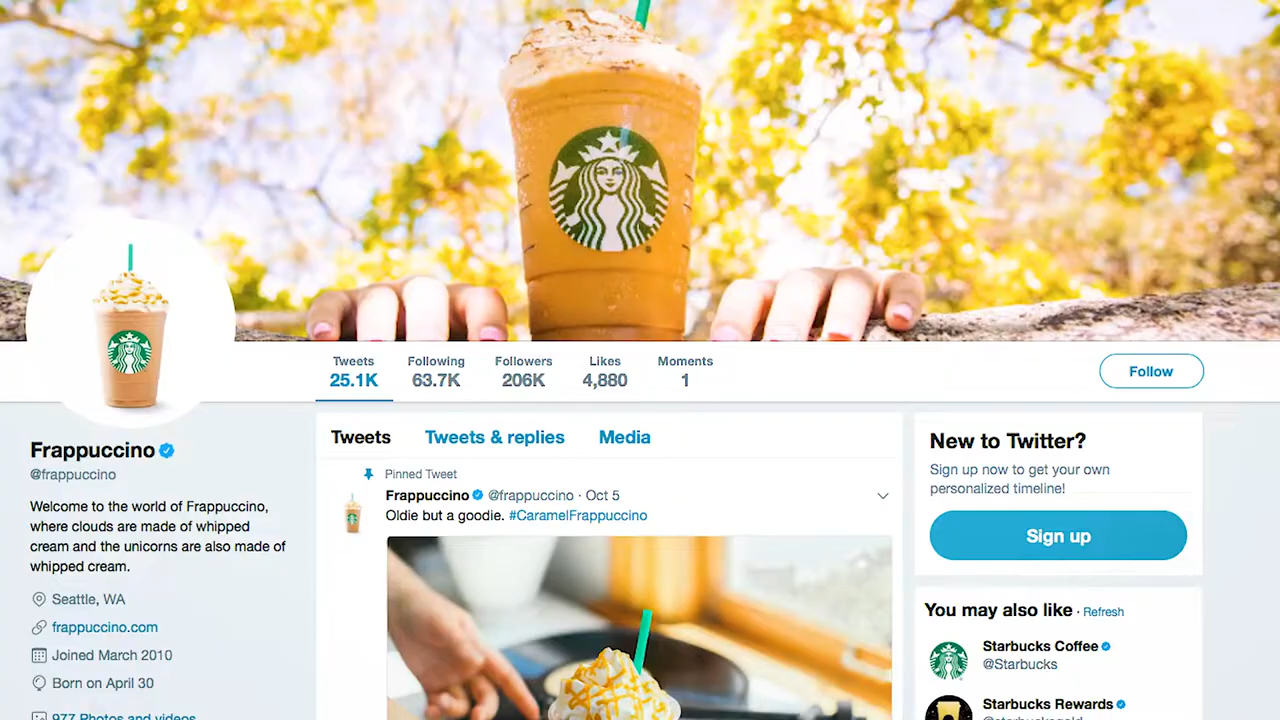 Tweets
25.1K
Following
63.7K
Followers
206K
Likes
4,880
Moments
1
Follow
Frappuccino
@frappuccino
Welcome to the world of Frappuccino,
where clouds are made of whipped
cream and the unicorns are also made of
whipped cream.
Seattle, WA
frappuccino.com
Joined March 2010
Born on April 30
977 Photos and videos
Tweets
Tweets & replies
Media
Pinned Tweet
Frappuccino @frappuccino · Oct 5
Oldie but a goodie. #CaramelFrappuccino
New to Twitter?
Sign up now to get your own
personalized timeline!
Sign up
You may also like · Refresh
Starbucks Coffee
@Starbucks
Starbucks Rewards